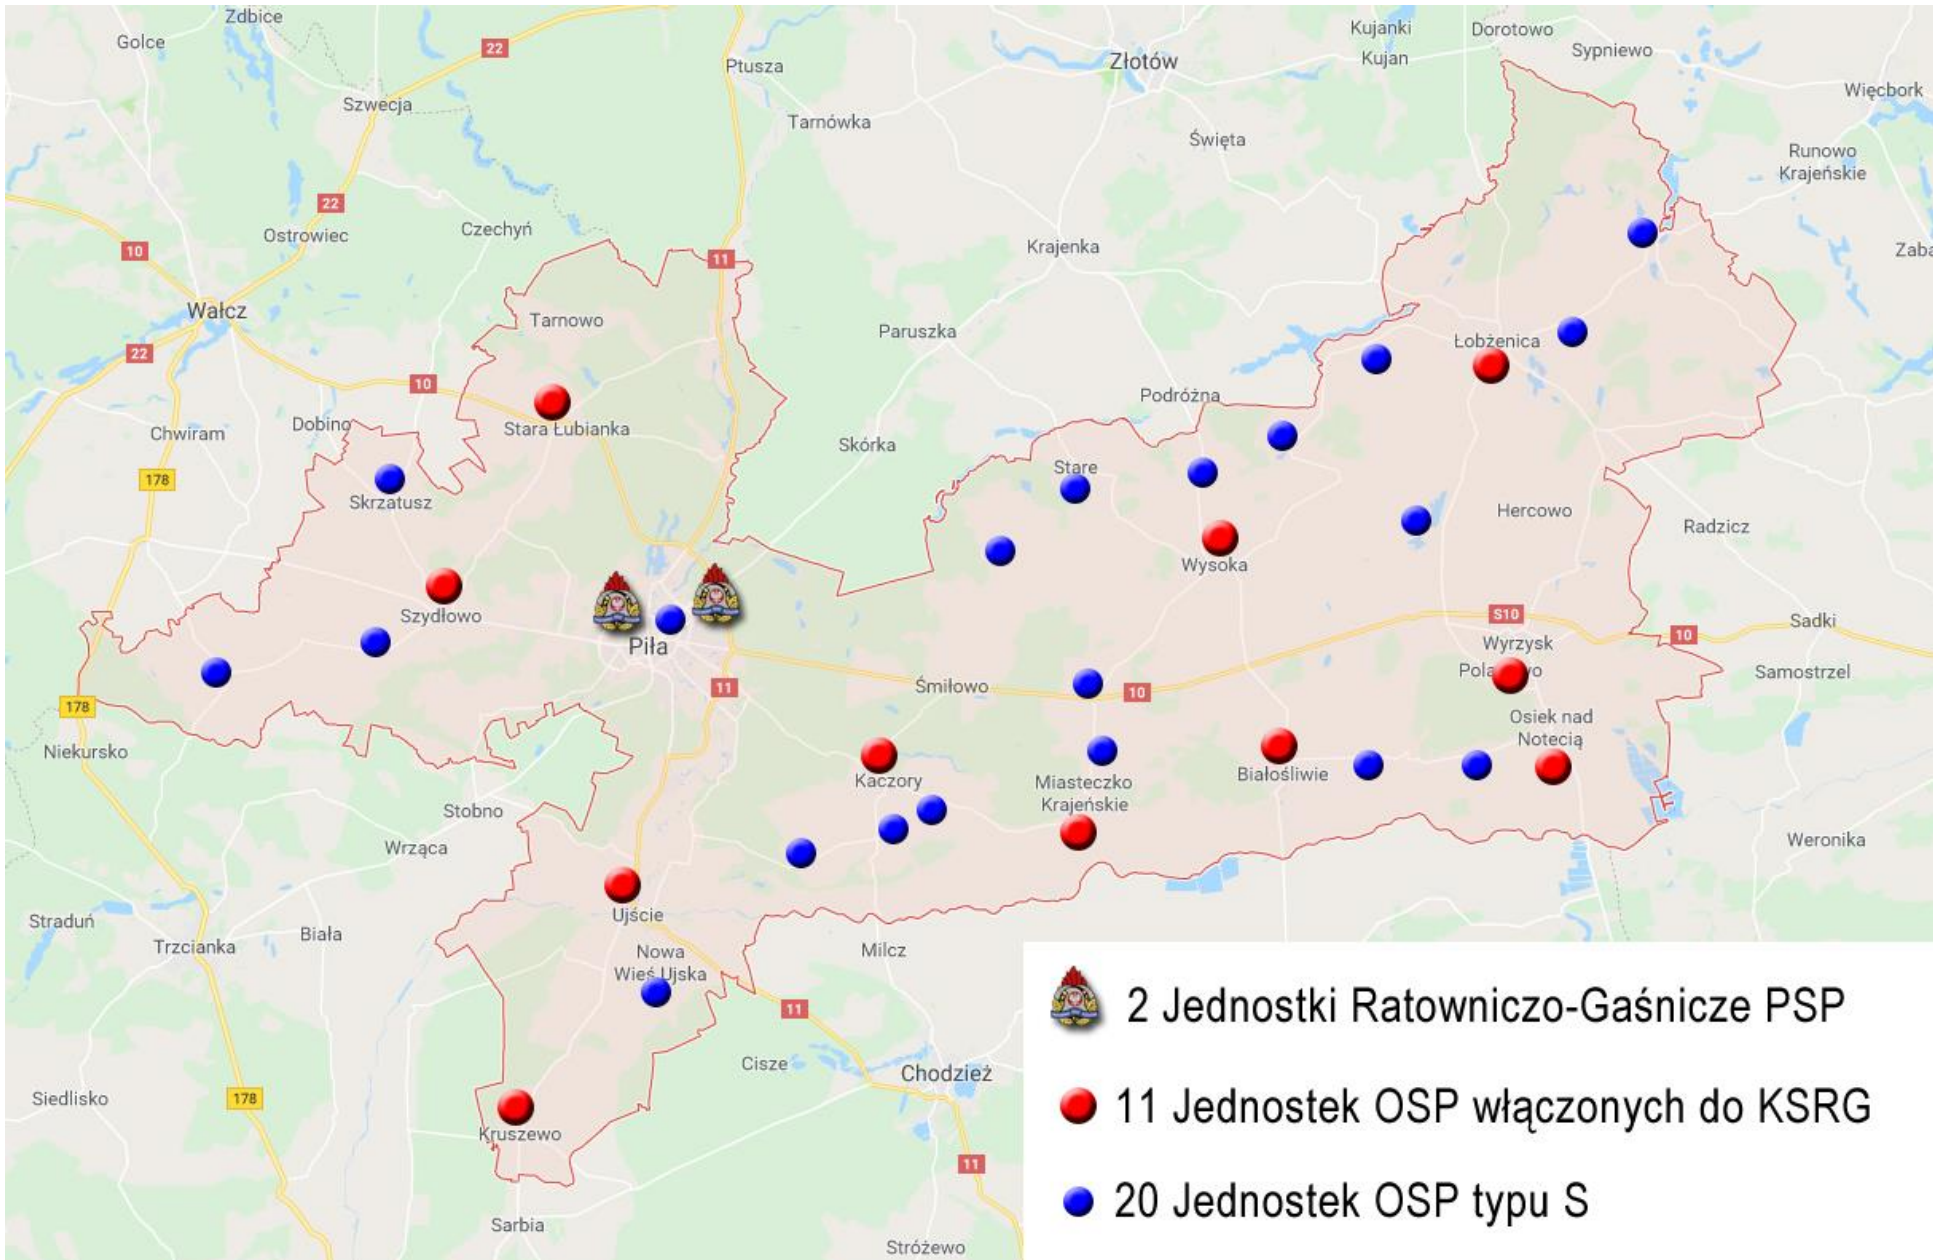 Zdbice
Golce
22
Ptusza
Szwecja
Tarnówka
Złotów
Kujanki
Kujan
Dorotowo
Sypniewo
Więcbork
Święta
Runowo
Krajeńskie
22
Ostrowiec
Czechyń
10
11
Krajenka
Wałcz
Tarnowo
Paruszka
22
10
Łobżenica
Podróżna
Dobino
Chwiram
Stara Łubianka
Skórka
178
Skrzatusz
Stare
Hercowo
Radzicz
Wysoka
Szydłowo
S10
10
Sadki
Piła
Wyrzysk
Samostrzel
Śmiłowo
11
10
178
Osiek nad
Notecią
Niekursko
Kaczory
Białośliwie
Miasteczko
Krajeńskie
Stobno
Wrząca
Weronika
Ujście
Straduń
Trzcianka
Biała
Nowa
Wieś Ujska
Milcz
11
Cisze
Chodzież
Siedlisko
178
Kruszewo
11
Sarbia
Stróżewo
2 Jednostki Ratowniczo-Gaśnicze PSP
11 Jednostek OSP włączonych do KSRG
20 Jednostek OSP typu S